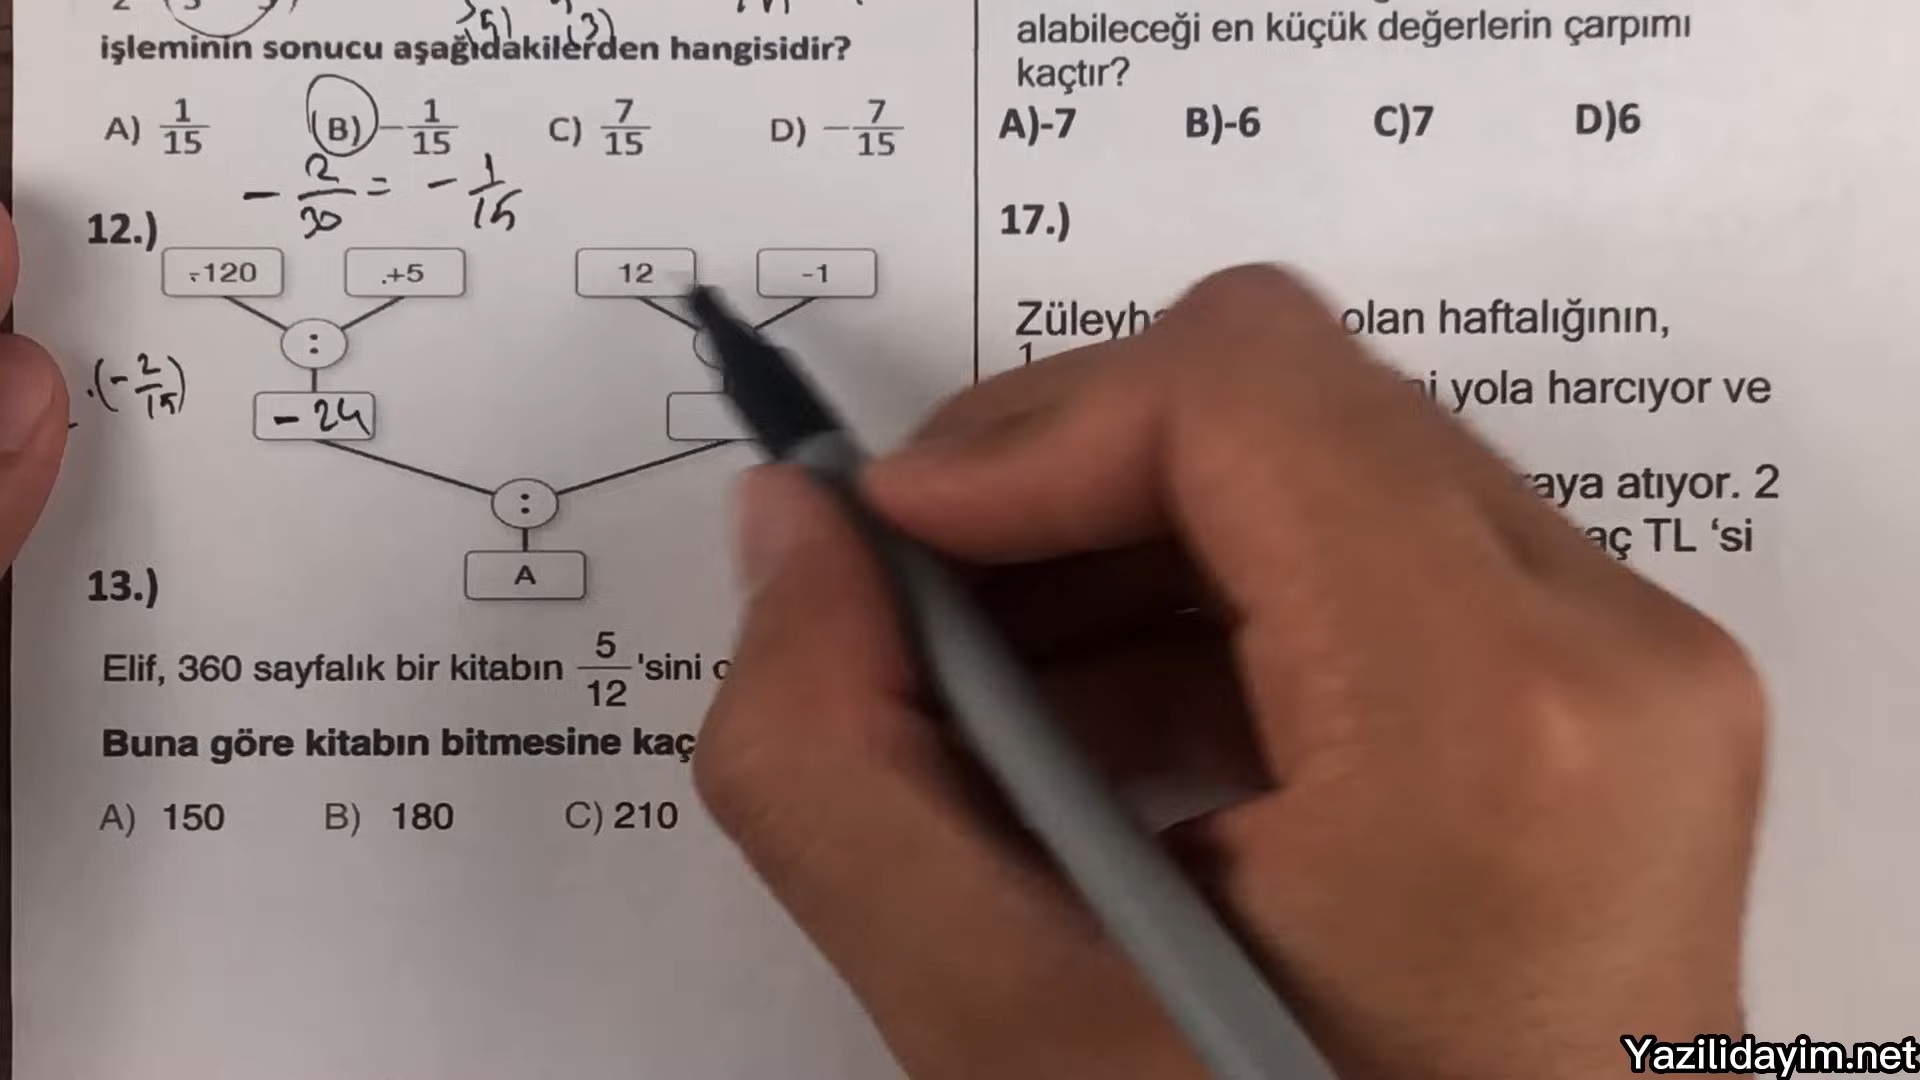 işleminin sonucu aşağıdakilerden hangisidir?
A) 1/15 B) -1/15 C) 7/15 D) -7/15
- 2/30 = - 1/15
12.)
-120 +5 12 -1
:
.(-2/15)
- 24
:
A
13.)
Elif, 360 sayfalık bir kitabın 5/12 'sini
Buna göre kitabın bitmesine kaç
A) 150 B) 180 C) 210
alabileceği en küçük değerlerin çarpımı
kaçtır?
A)-7 B)-6 C)7 D)6
17.)
olan haftalığının,
yola harcıyor ve
atıyor. 2
TL 'si
Yazilidayim.net